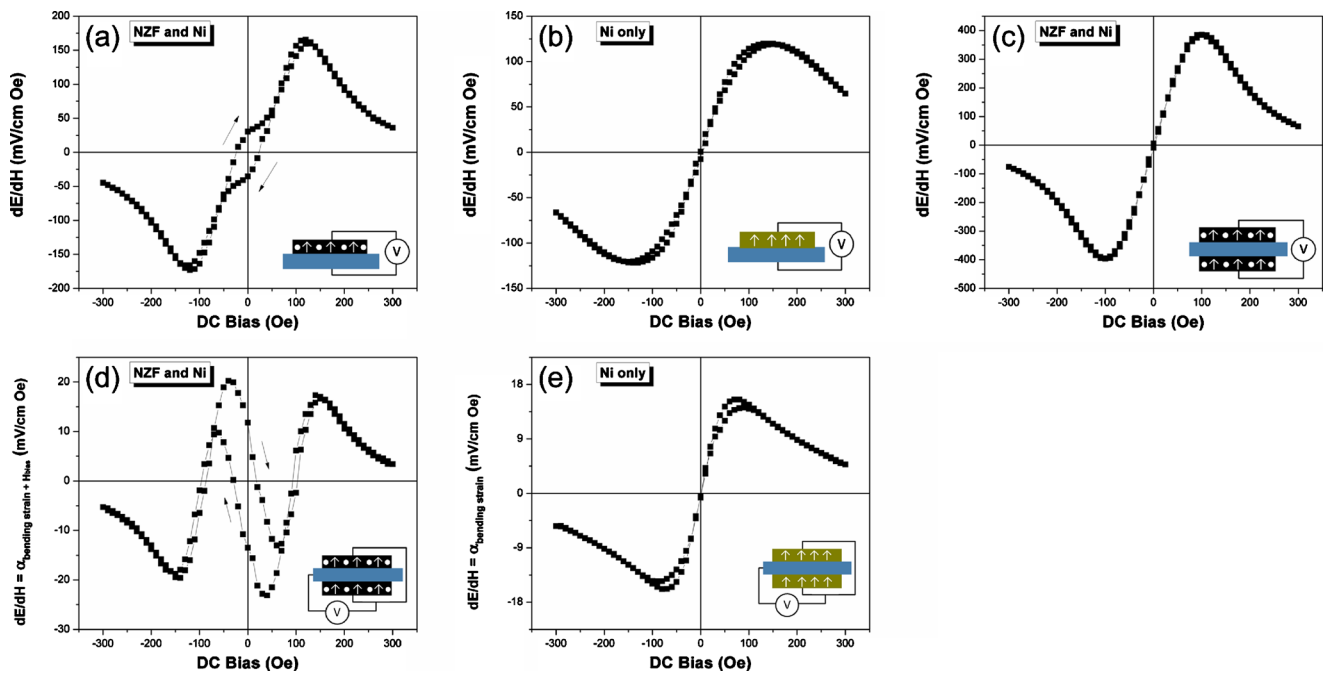 (a)
NZF and Ni
200
150
100
50
0
-50
-100
-150
-200
dE/dH (mV/cm Oe)
V
-300 -200 -100 0 100 200 300
DC Bias (Oe)
(b)
Ni only
150
100
50
0
-50
-100
-150
dE/dH (mV/cm Oe)
V
-300 -200 -100 0 100 200 300
DC Bias (Oe)
(c)
NZF and Ni
400
300
200
100
0
-100
-200
-300
-400
-500
dE/dH (mV/cm Oe)
V
-300 -200 -100 0 100 200 300
DC Bias (Oe)
(d)
NZF and Ni
20
10
0
-10
-20
-30
dE/dH = α bending strain + Hbias (mV/cm Oe)
V
-300 -200 -100 0 100 200 300
DC Bias (Oe)
(e)
Ni only
18
9
0
-9
-18
dE/dH = α bending strain (mV/cm Oe)
V
-300 -200 -100 0 100 200 300
DC Bias (Oe)